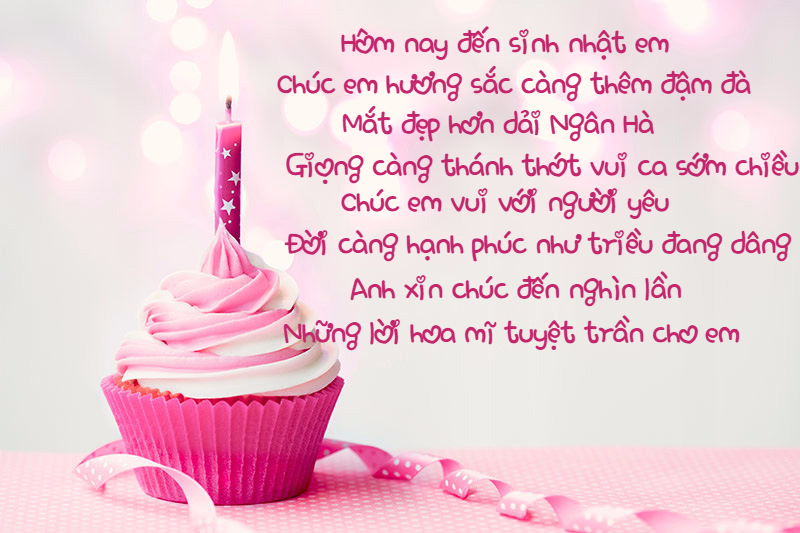 Hôm nay đến sinh nhật em
Chúc em hương sắc càng thêm đậm đà
Mắt đẹp hơn dải Ngân Hà
Giọng càng thánh thót vui ca sớm chiều
Chúc em vui với người yêu
Đời càng hạnh phúc như triều đang dâng
Anh xin chúc đến nghìn lần
Những lời hoa mĩ tuyệt trần cho em